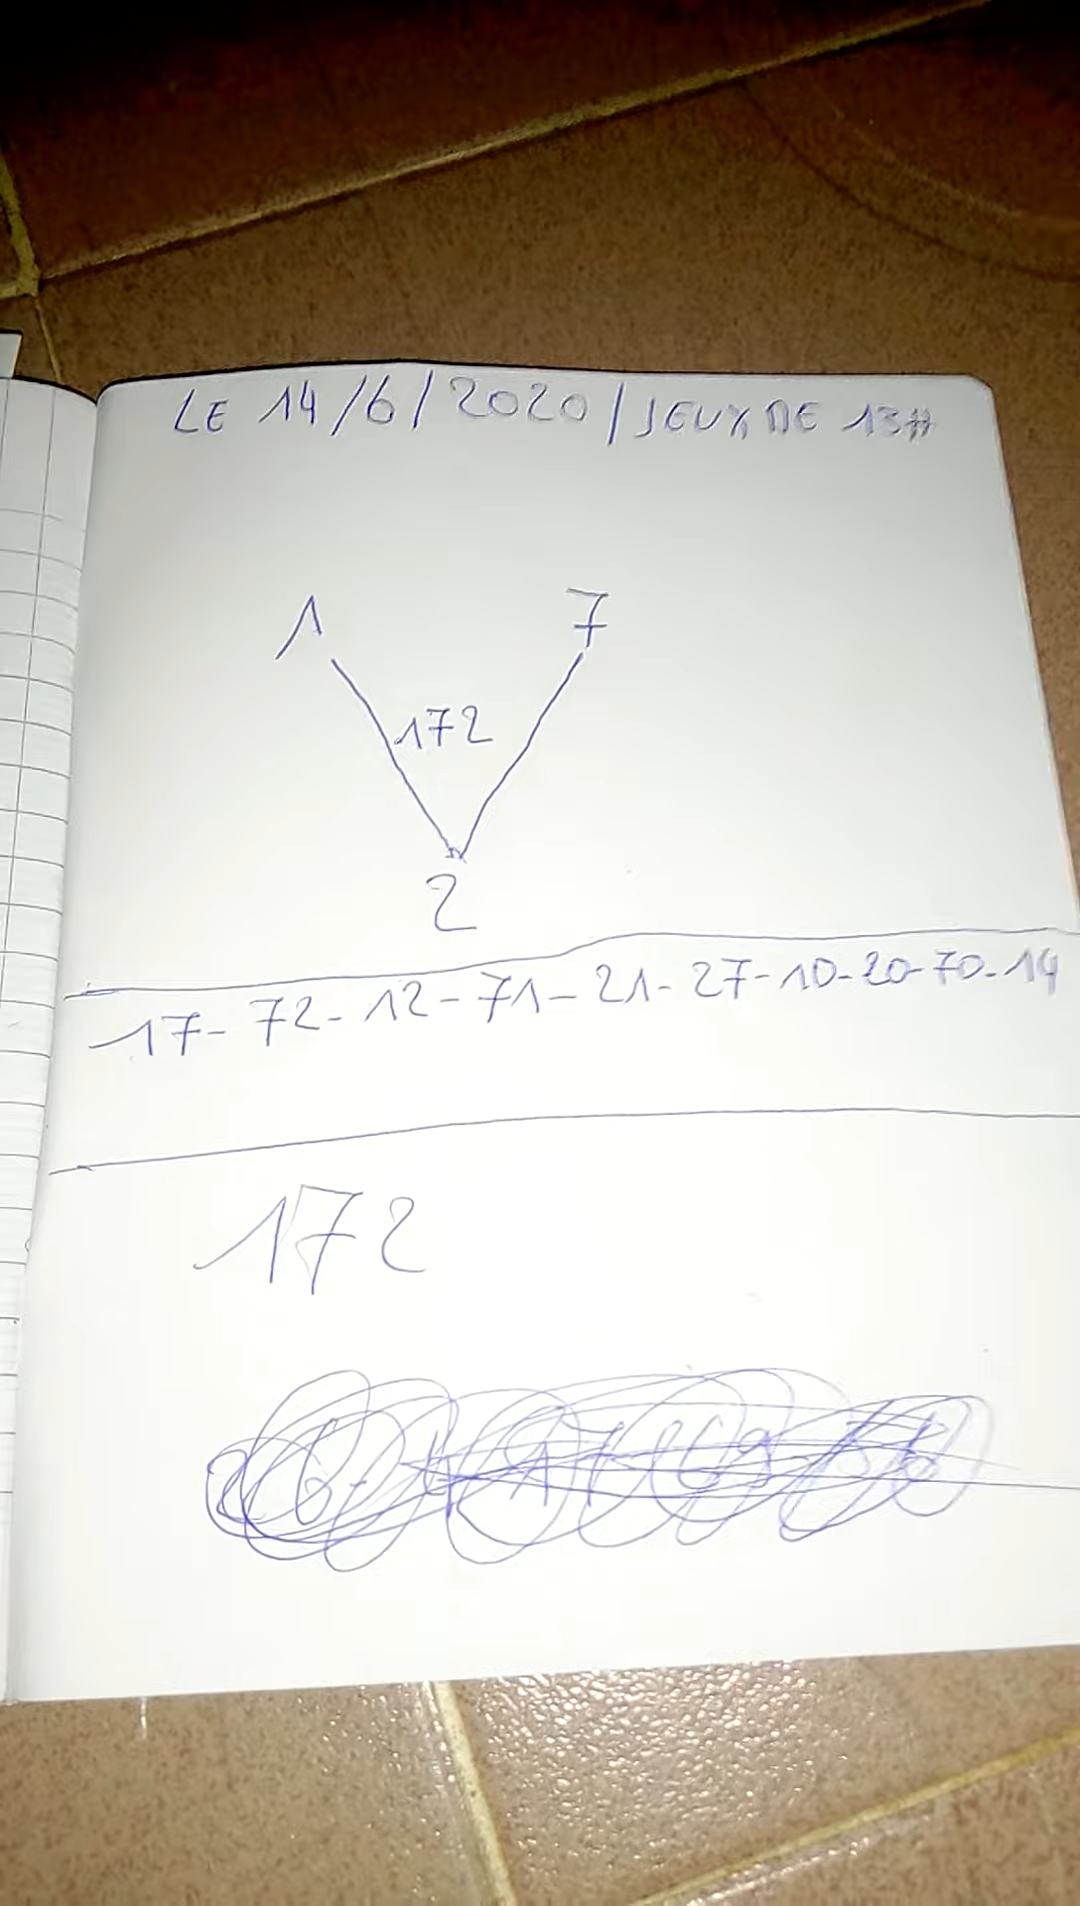 LE 14/6/2020/JEUX DE 13H
1 7
172
2
17- 72- 12- 71- 21- 27- 10- 20- 70- 14
172